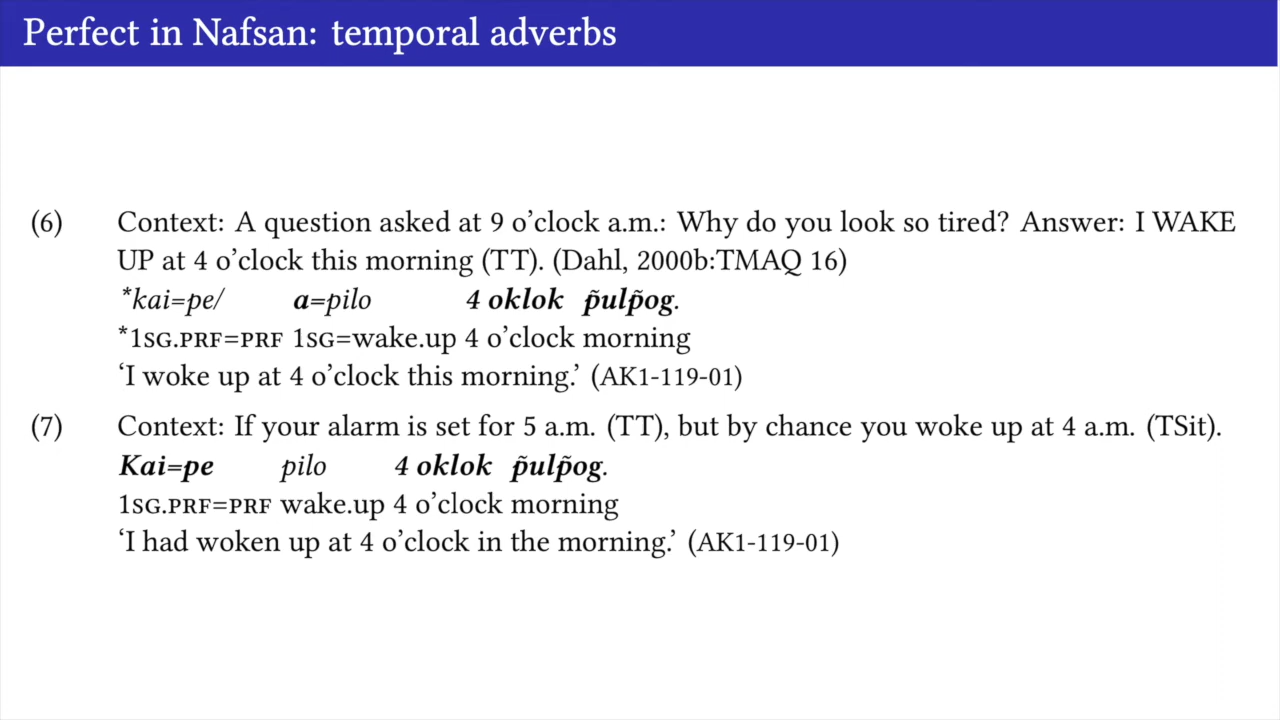 Perfect in Nafsan: temporal adverbs
(6) Context: A question asked at 9 o’clock a.m.: Why do you look so tired? Answer: I WAKE
UP at 4 o’clock this morning (TT). (Dahl, 2000b:TMAQ 16)
*kai=pe/ a=pilo 4 oklok p̃ulp̃og.
*1SG.PRF=PRF 1SG=wake.up 4 o’clock morning
‘I woke up at 4 o’clock this morning.’ (AK1-119-01)
(7) Context: If your alarm is set for 5 a.m. (TT), but by chance you woke up at 4 a.m. (TSit).
Kai=pe pilo 4 oklok p̃ulp̃og.
1SG.PRF=PRF wake.up 4 o’clock morning
‘I had woken up at 4 o’clock in the morning.’ (AK1-119-01)